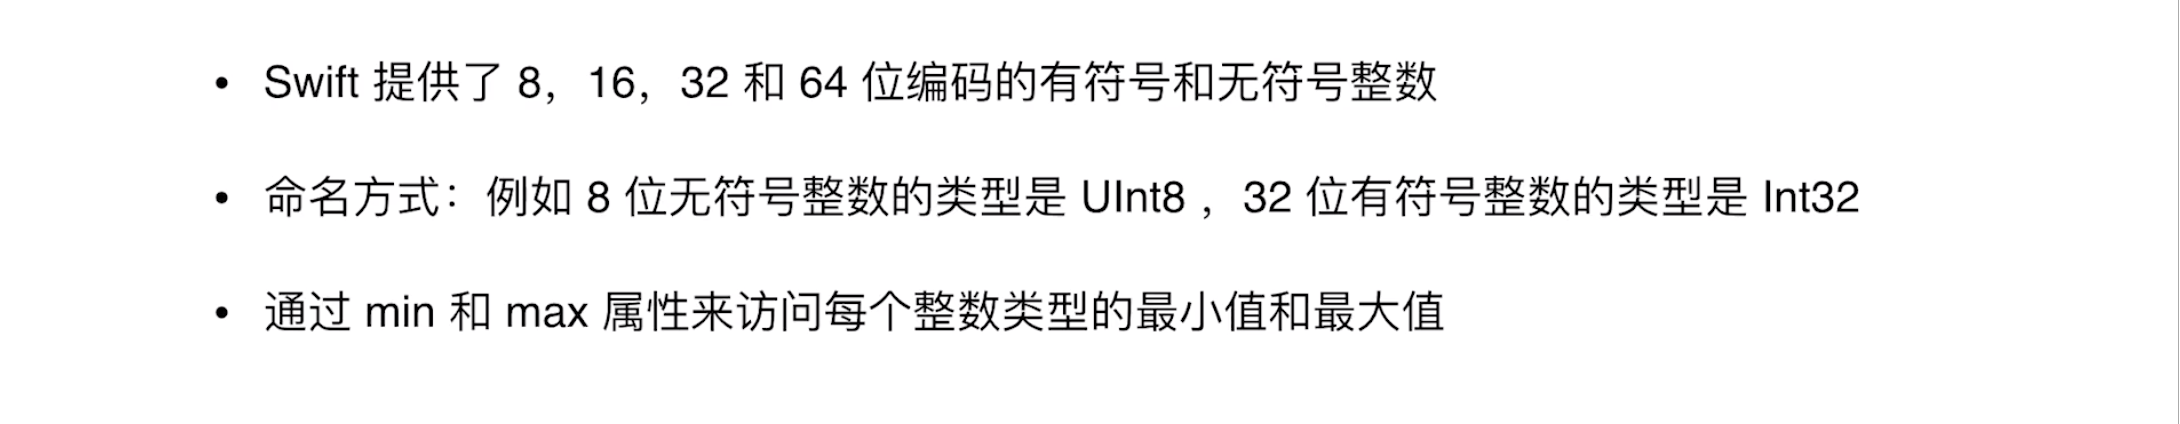 • Swift 提供了 8，16，32 和 64 位编码的有符号和无符号整数
• 命名方式：例如 8 位无符号整数的类型是 UInt8 ，32 位有符号整数的类型是 Int32
• 通过 min 和 max 属性来访问每个整数类型的最小值和最大值